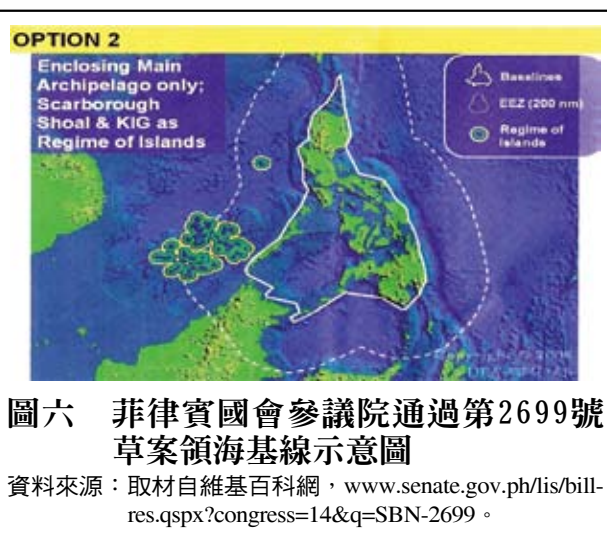 OPTION 2
Enclosing Main
Archipelago only;
Scarborough
Shoal & KIG as
Regime of Islands
Baselines
EEZ (200 nm)
Regime of
Islands
圖六　菲律賓國會參議院通過第2699號
草案領海基線示意圖
資料來源：取材自維基百科網，www.senate.gov.ph/lis/bill-
res.qspx?congress=14&q=SBN-2699。